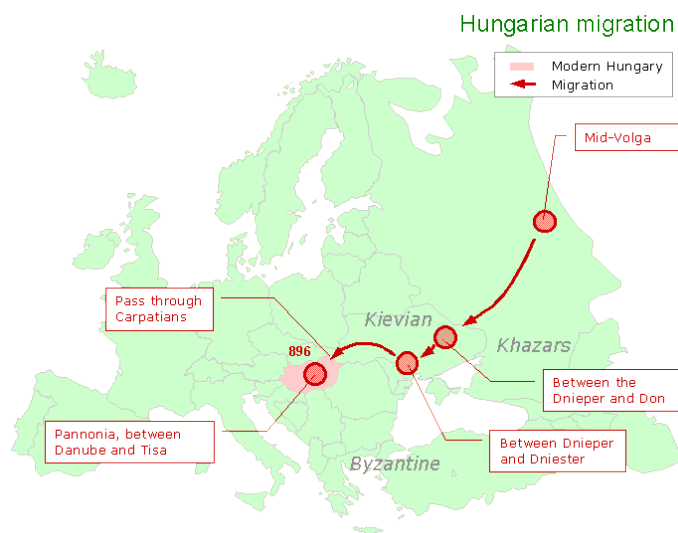 Hungarian migration
Modern Hungary
Migration
Mid-Volga
Pass through
Carpatians
Kievian
Khazars
896
Between the
Dnieper and Don
Pannonia, between
Danube and Tisa
Between Dnieper
and Dniester
Byzantine